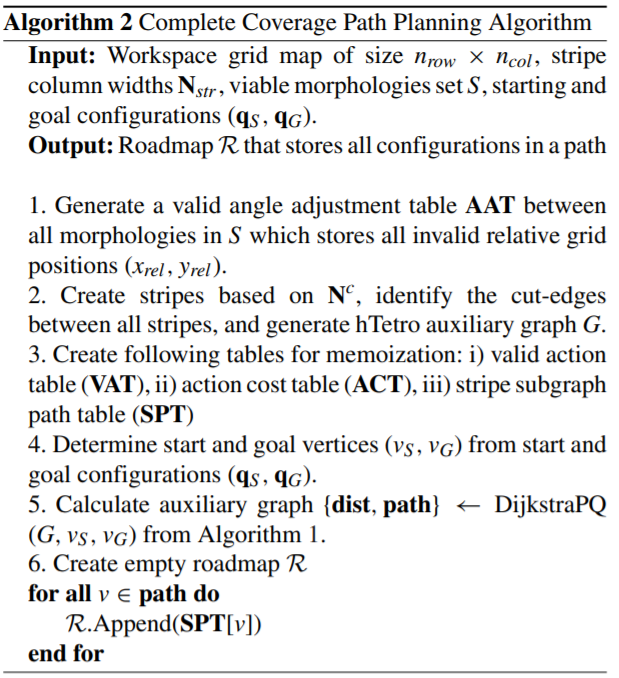 Algorithm 2 Complete Coverage Path Planning Algorithm
Input: Workspace grid map of size n_row × n_col, stripe
column widths N_str, viable morphologies set S, starting and
goal configurations (q_S, q_G).
Output: Roadmap ℛ that stores all configurations in a path
1. Generate a valid angle adjustment table AAT between
all morphologies in S which stores all invalid relative grid
positions (x_rel, y_rel).
2. Create stripes based on N^c, identify the cut-edges
between all stripes, and generate hTetro auxiliary graph G.
3. Create following tables for memoization: i) valid action
table (VAT), ii) action cost table (ACT), iii) stripe subgraph
path table (SPT)
4. Determine start and goal vertices (v_S, v_G) from start and
goal configurations (q_S, q_G).
5. Calculate auxiliary graph {dist, path} ← DijkstraPQ
(G, v_S, v_G) from Algorithm 1.
6. Create empty roadmap ℛ
for all v ∈ path do
ℛ.Append(SPT[v])
end for